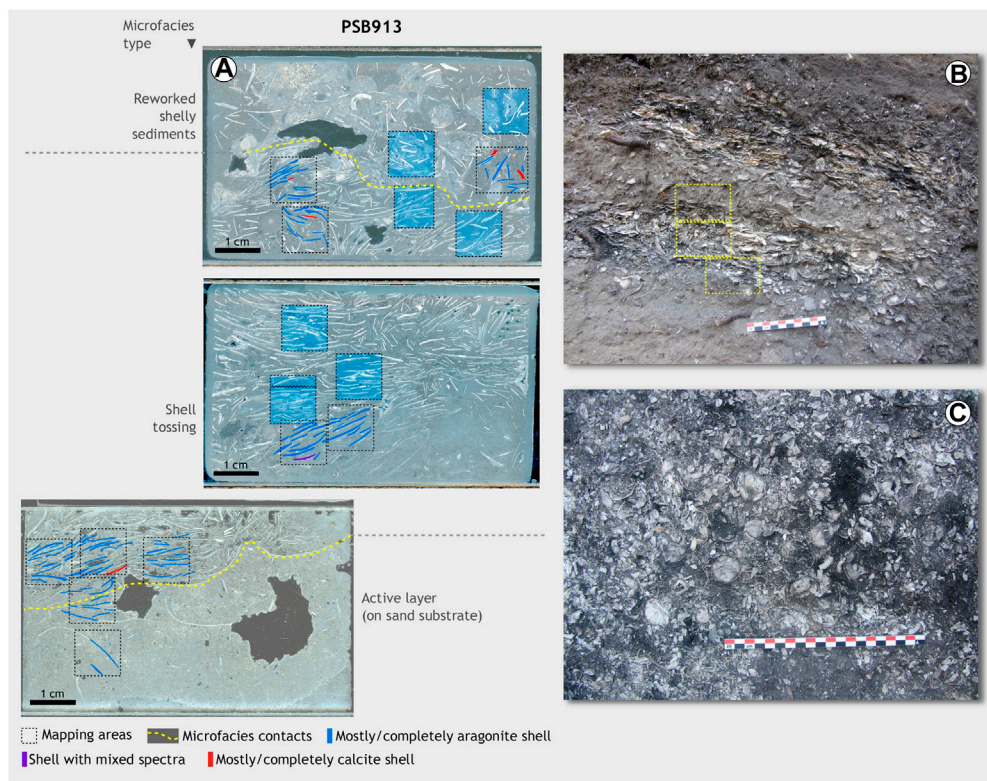 Microfacies
type ▼
PSB913
A
Reworked
shelly
sediments
1 cm
B
Shell
tossing
1 cm
C
Active layer
(on sand substrate)
1 cm
Mapping areas
Microfacies contacts
Mostly/completely aragonite shell
Shell with mixed spectra
Mostly/completely calcite shell